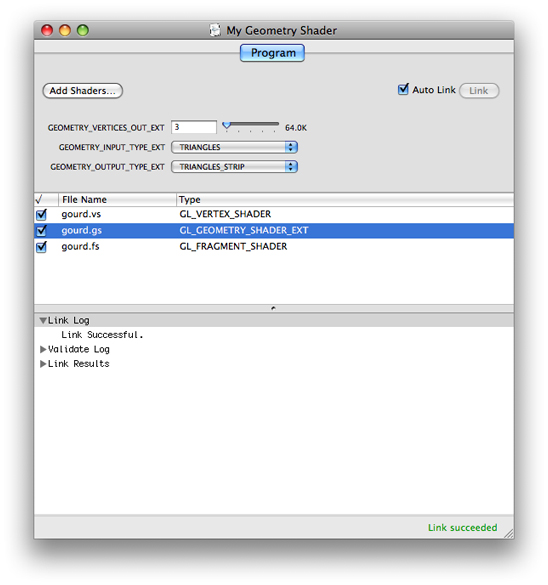 My Geometry Shader
Program
Add Shaders...
Auto Link
Link
GEOMETRY_VERTICES_OUT_EXT 3 64.0K
GEOMETRY_INPUT_TYPE_EXT TRIANGLES
GEOMETRY_OUTPUT_TYPE_EXT TRIANGLES_STRIP
√ File Name Type
gourd.vs GL_VERTEX_SHADER
gourd.gs GL_GEOMETRY_SHADER_EXT
gourd.fs GL_FRAGMENT_SHADER
Link Log
Link Successful.
Validate Log
Link Results
Link succeeded